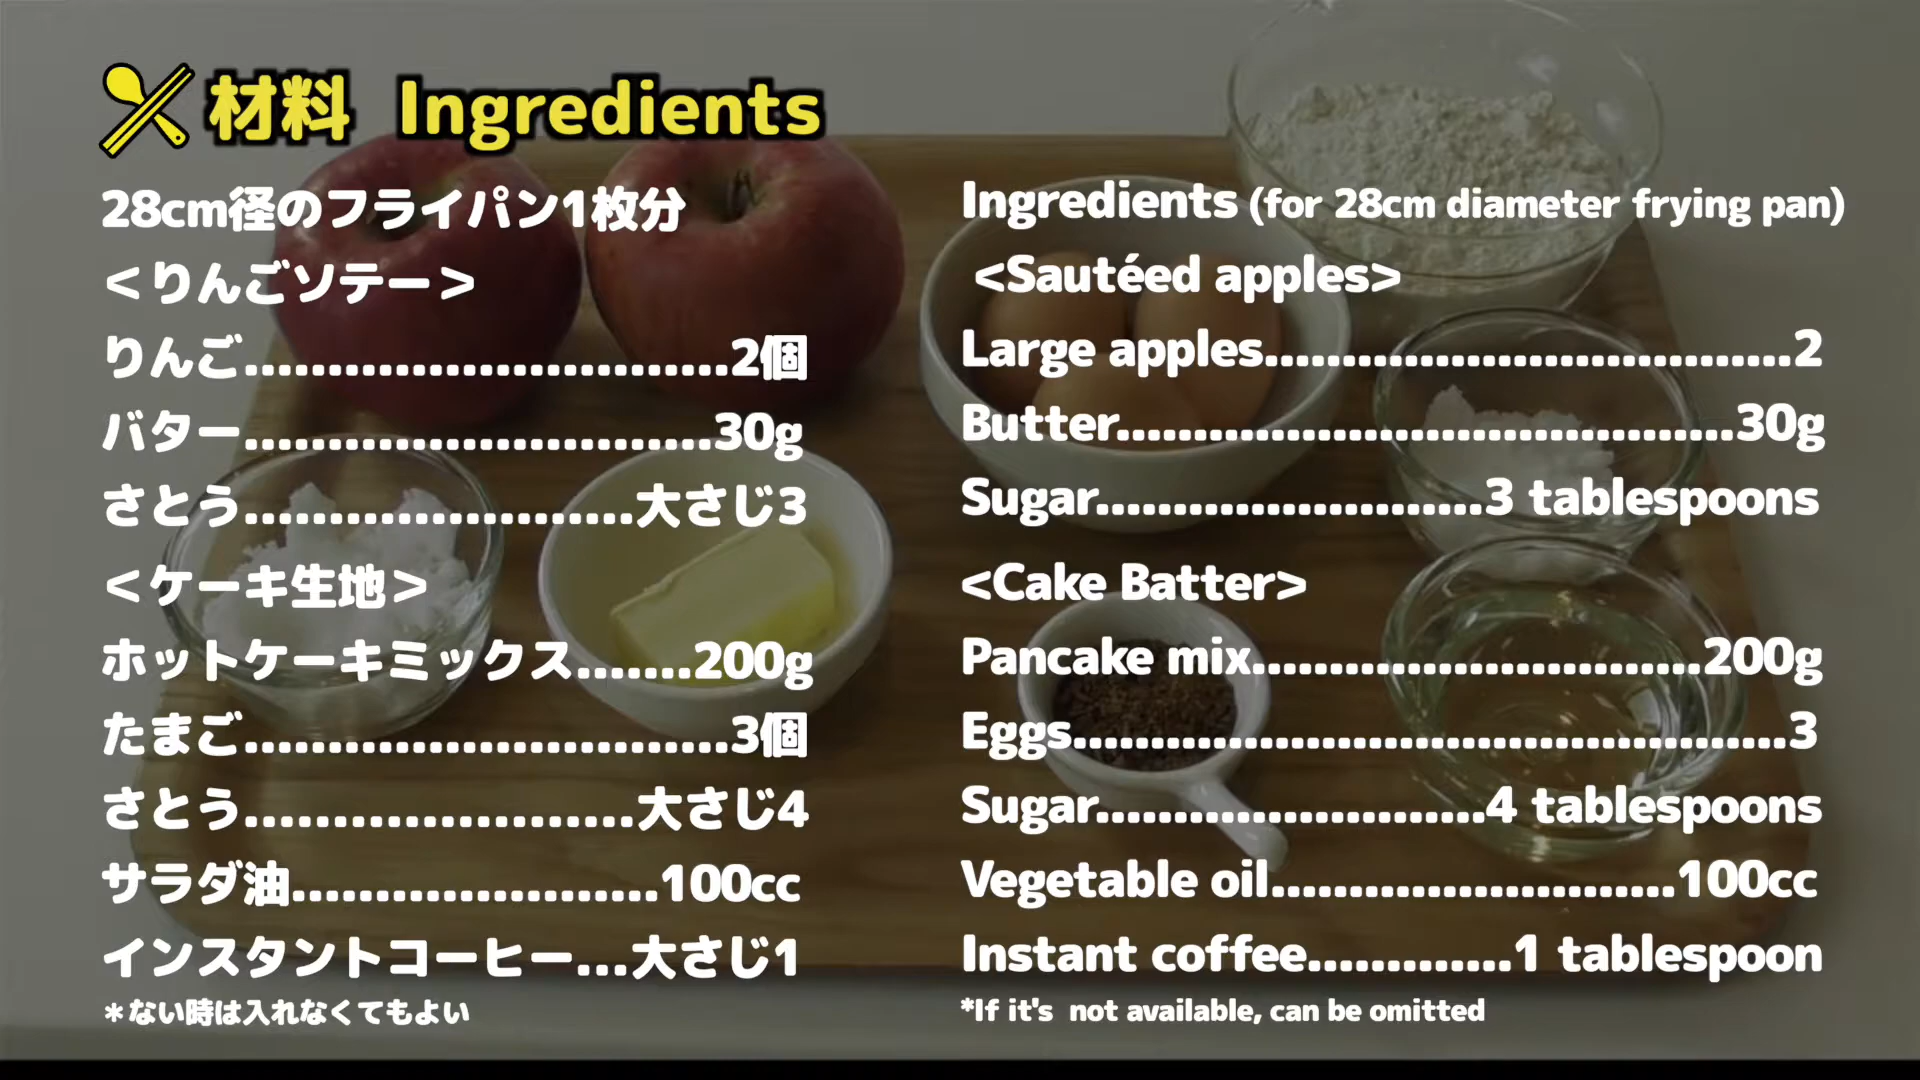 材料 Ingredients
28cm径のフライパン1枚分
＜りんごソテー＞
りんご............................2個
バター...........................30g
さとう.......................大さじ3
＜ケーキ生地＞
ホットケーキミックス.......200g
たまご............................3個
さとう.......................大さじ4
サラダ油......................100cc
インスタントコーヒー...大さじ1
＊ない時は入れなくてもよい
Ingredients (for 28cm diameter frying pan)
<Sautéed apples>
Large apples..................................2
Butter........................................30g
Sugar.........................3 tablespoons
<Cake Batter>
Pancake mix.............................200g
Eggs..............................................3
Sugar.........................4 tablespoons
Vegetable oil..........................100cc
Instant coffee.............1 tablespoon
*If it's  not available, can be omitted